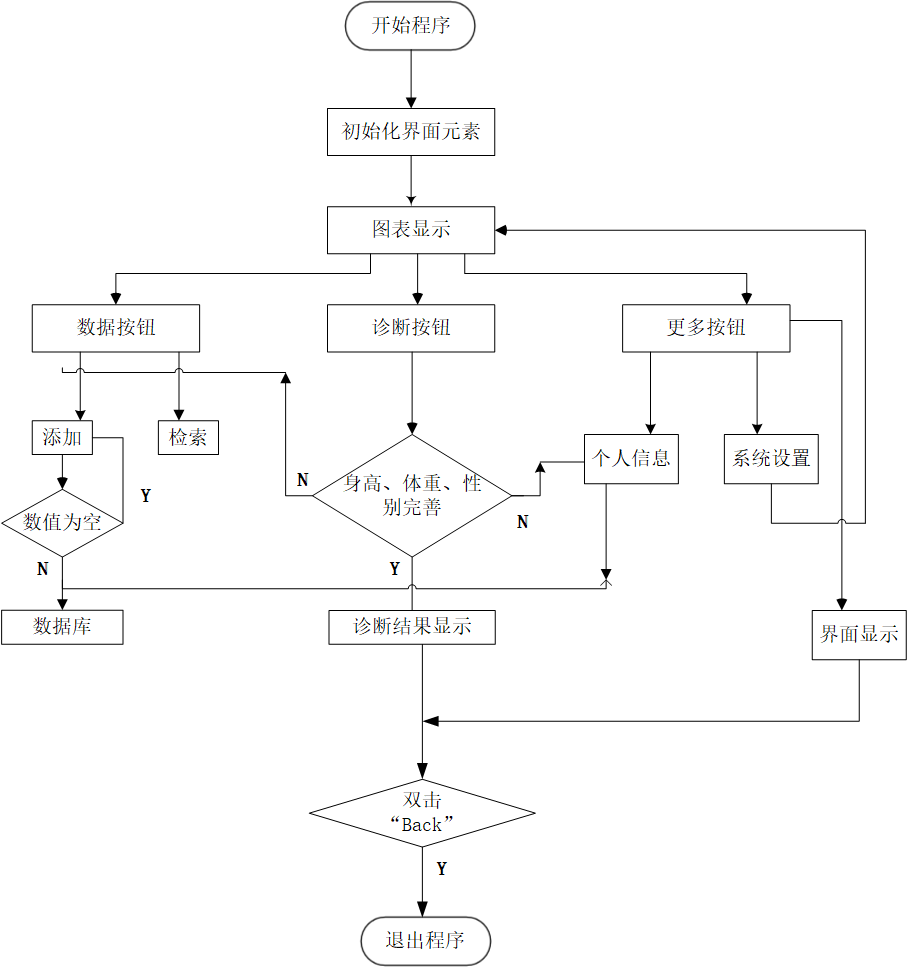 开始程序
初始化界面元素
图表显示
数据按钮
诊断按钮
更多按钮
添加
检索
个人信息
系统设置
N
身高、体重、性
别完善
Y
数值为空
N
N
Y
数据库
诊断结果显示
界面显示
双击
“Back”
Y
退出程序